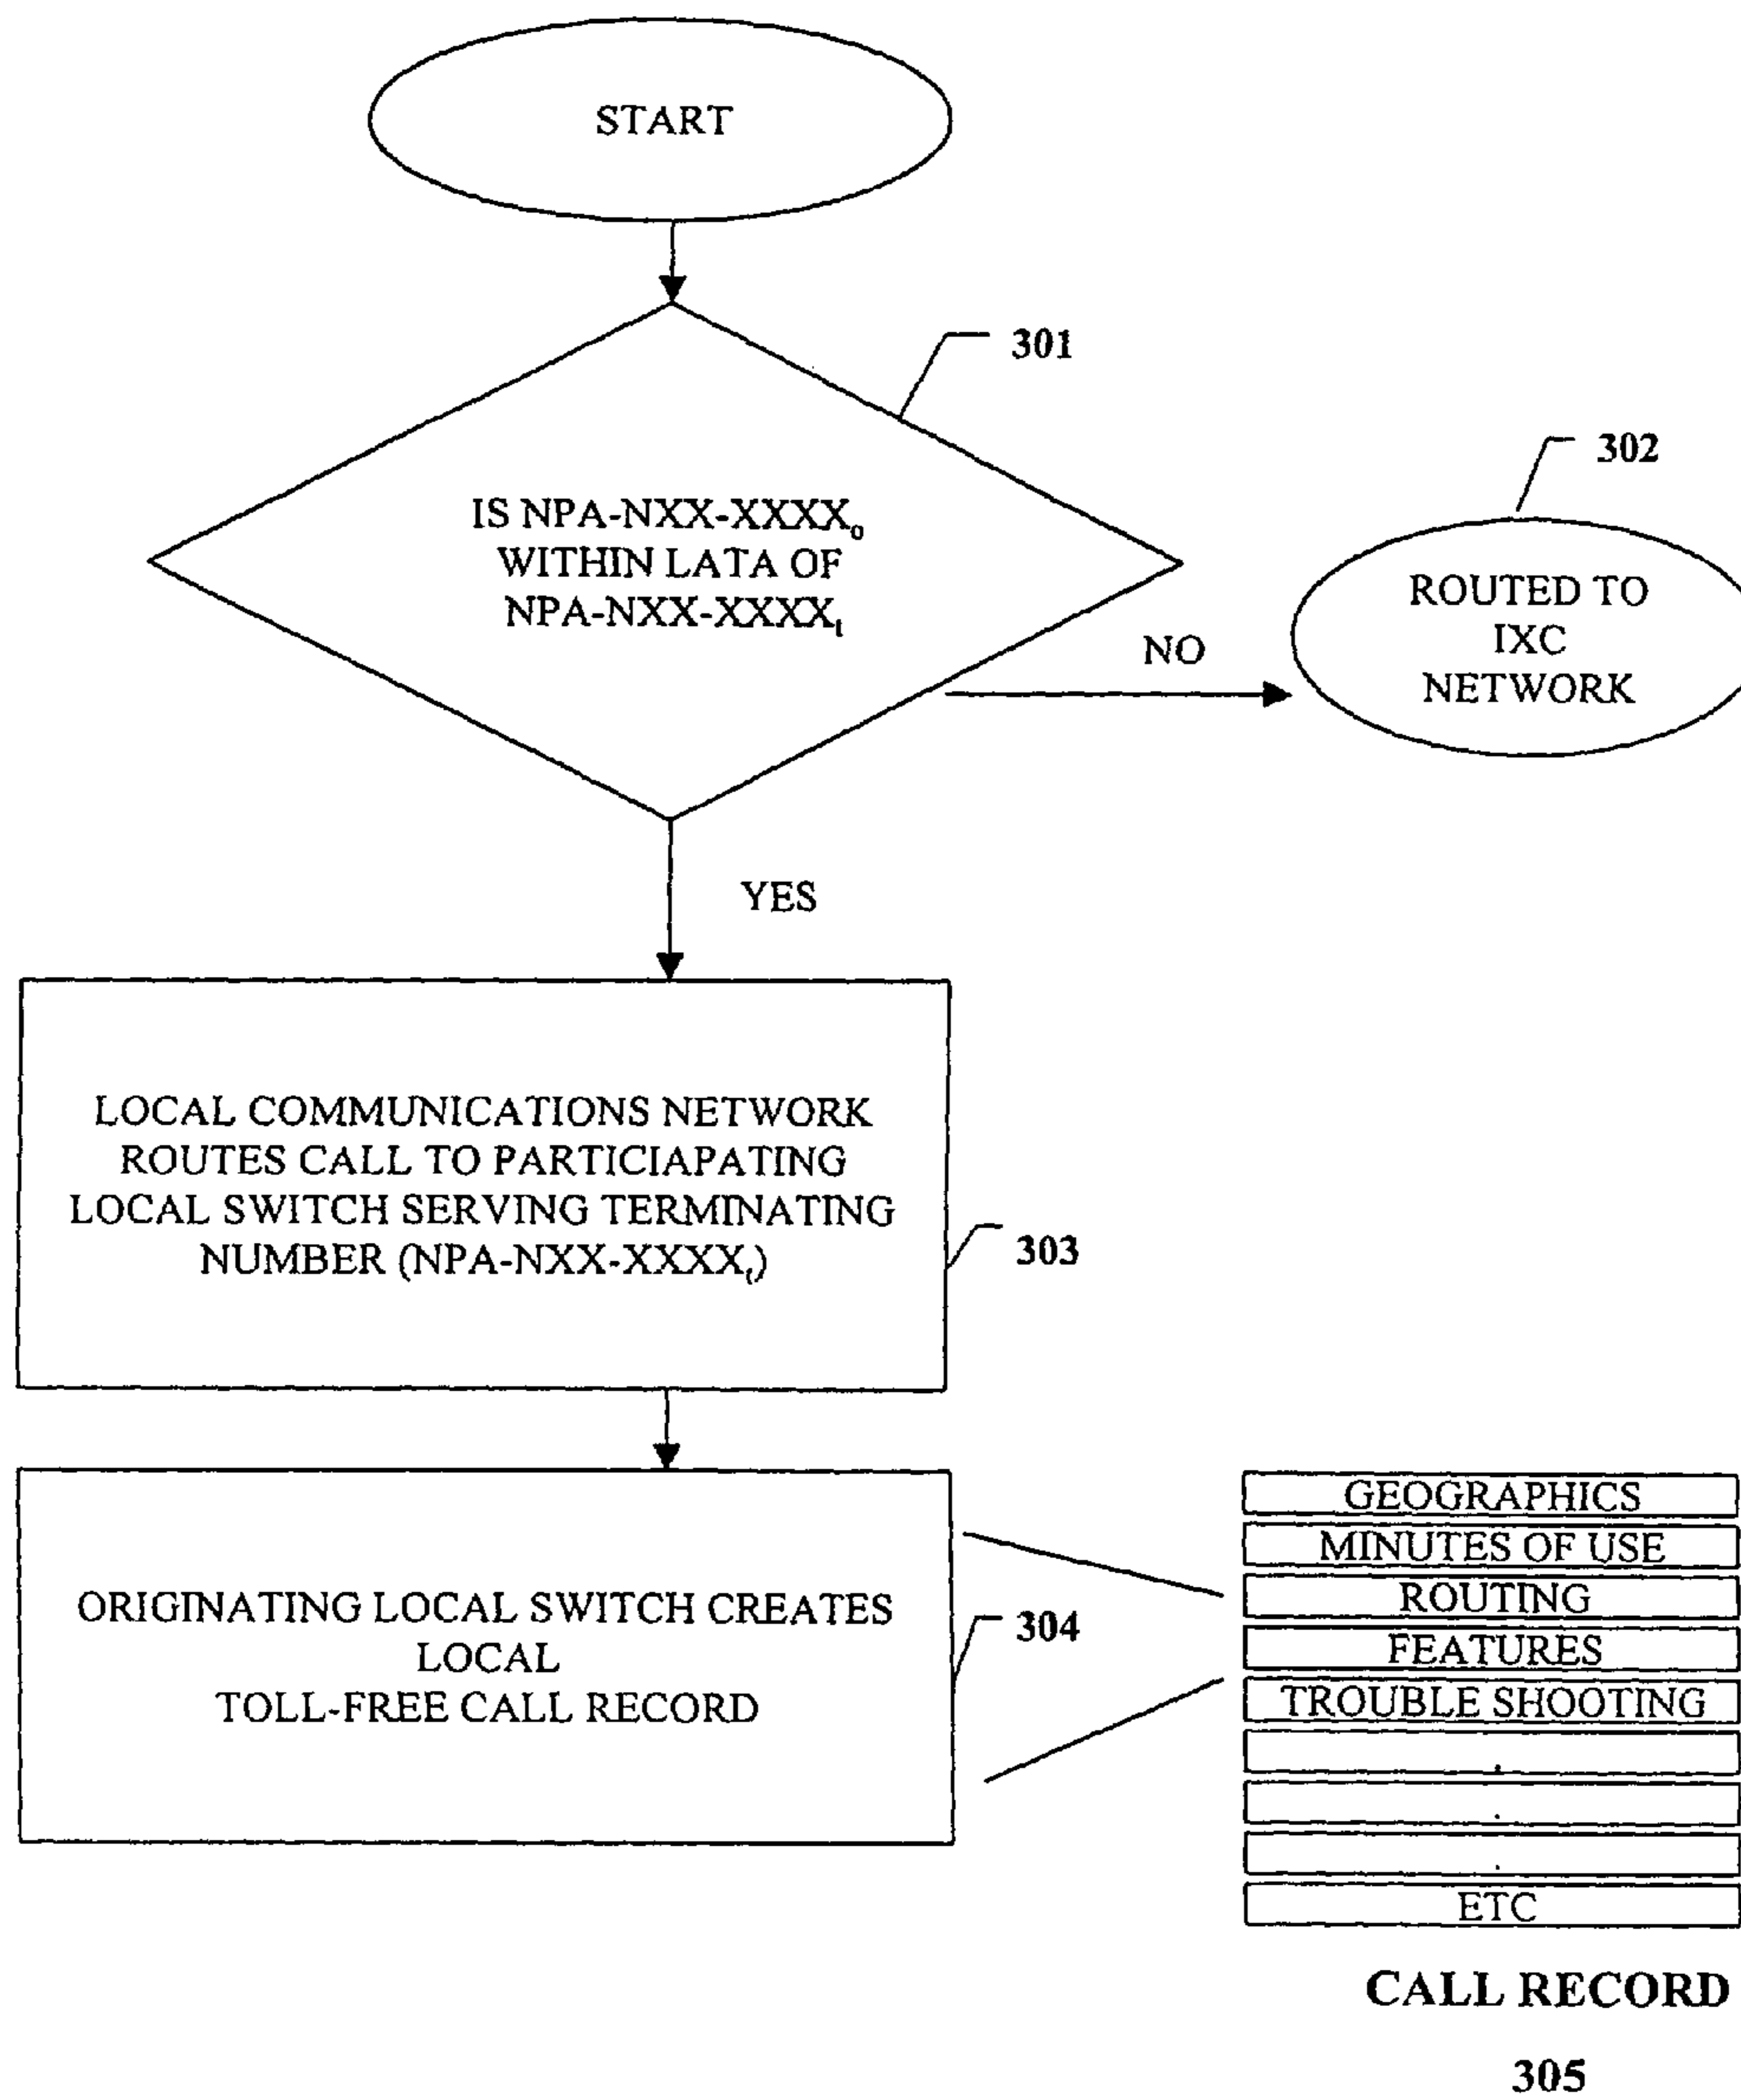 START
301
IS NPA-NXX-XXXXₒ
WITHIN LATA OF
NPA-NXX-XXXXₜ
302
ROUTED TO
IXC
NETWORK
NO
YES
LOCAL COMMUNICATIONS NETWORK
ROUTES CALL TO PARTICIAPATING
LOCAL SWITCH SERVING TERMINATING
NUMBER (NPA-NXX-XXXXₜ)
303
ORIGINATING LOCAL SWITCH CREATES
LOCAL
TOLL-FREE CALL RECORD
304
GEOGRAPHICS
MINUTES OF USE
ROUTING
FEATURES
TROUBLE SHOOTING
.
.
.
ETC
CALL RECORD
305